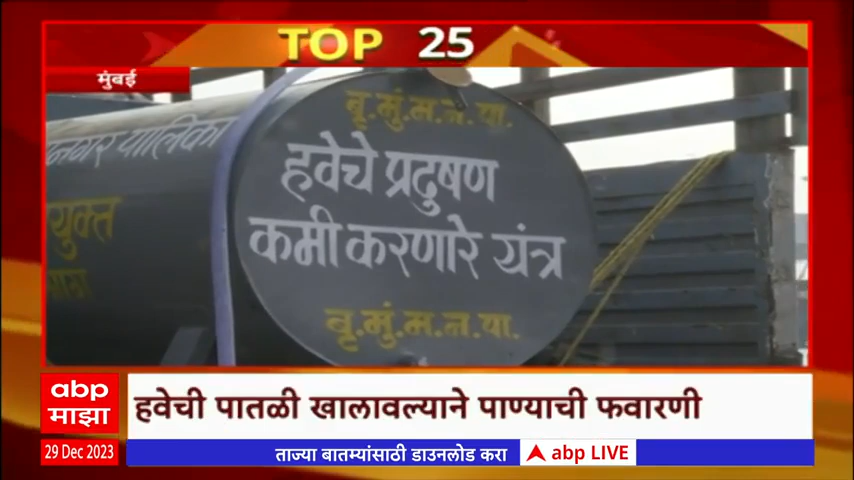 TOP 25
मुंबई
बृ.मुं.म.न.पा.
हवेचे प्रदुषण
कमी करणारे यंत्र
बृ.मुं.म.न.पा.
नगर पालिका
युक्त
abp
माझा
हवेची पातळी खालावल्याने पाण्याची फवारणी
29 Dec 2023
ताज्या बातम्यांसाठी डाउनलोड करा
abp LIVE